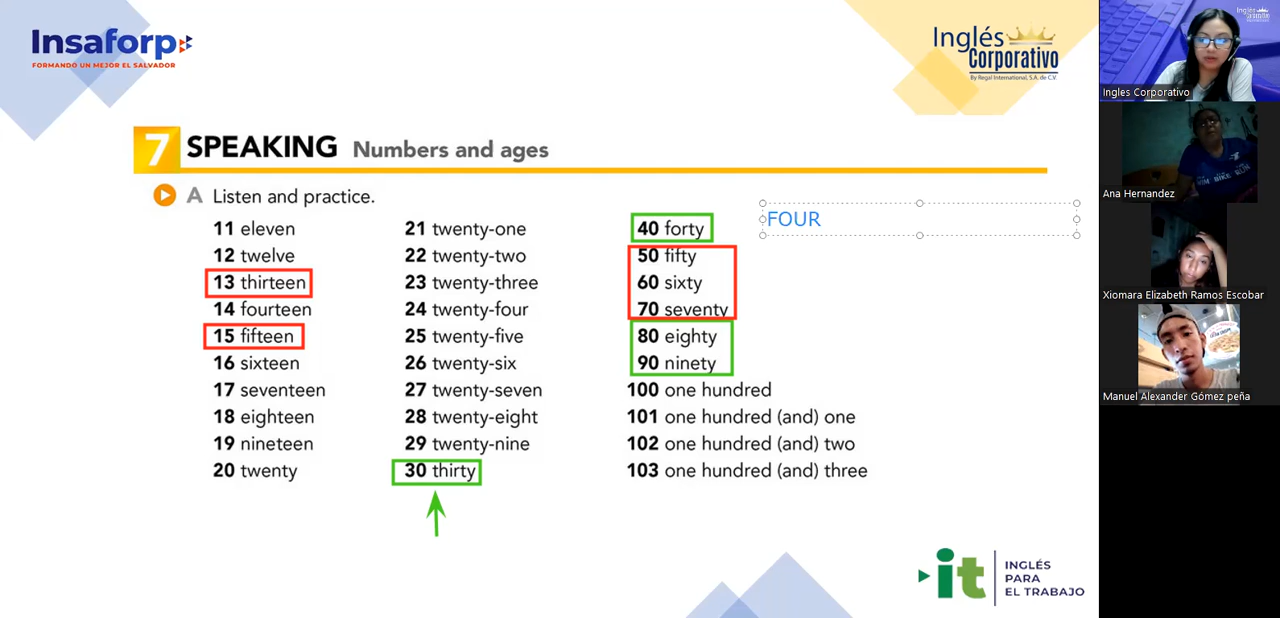 Insaforp
FORMANDO UN MEJOR EL SALVADOR
Inglés
Corporativo
By Regal International, S.A. de C.V.
7 SPEAKING Numbers and ages
A Listen and practice.
11 eleven
12 twelve
13 thirteen
14 fourteen
15 fifteen
16 sixteen
17 seventeen
18 eighteen
19 nineteen
20 twenty
21 twenty-one
22 twenty-two
23 twenty-three
24 twenty-four
25 twenty-five
26 twenty-six
27 twenty-seven
28 twenty-eight
29 twenty-nine
30 thirty
40 forty
50 fifty
60 sixty
70 seventy
80 eighty
90 ninety
100 one hundred
101 one hundred (and) one
102 one hundred (and) two
103 one hundred (and) three
FOUR
it
INGLÉS
PARA
EL TRABAJO
Ingles Corporativo
Ana Hernandez
Xiomara Elizabeth Ramos Escobar
Manuel Alexander Gómez peña